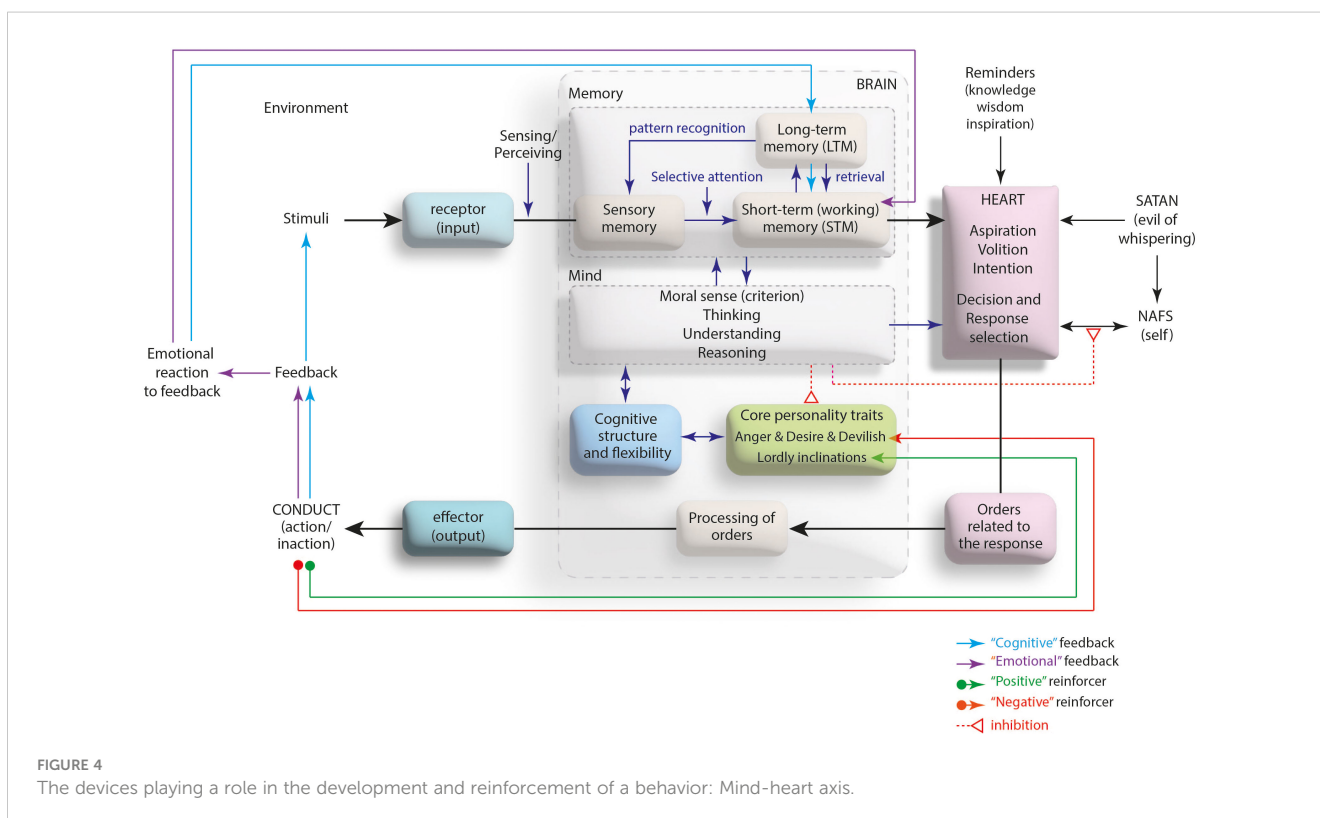 BRAIN
Memory
Environment
Reminders
(knowledge
wisdom
inspiration)
Sensing/
Perceiving
pattern recognition
Long-term
memory (LTM)
Selective attention
retrieval
Stimuli
receptor
(input)
Sensory
memory
Short-term (working)
memory (STM)
HEART
Aspiration
Volition
Intention
Decision and
Response
selection
SATAN
(evil of
whispering)
NAFS
(self)
Mind
Moral sense (criterion)
Thinking
Understanding
Reasoning
Emotional
reaction
to feedback
Feedback
Cognitive
structure
and flexibility
Core personality traits
Anger & Desire & Devilish
Lordly inclinations
CONDUCT
(action/
inaction)
effector
(output)
Processing of
orders
Orders
related to
the response
"Cognitive" feedback
"Emotional" feedback
"Positive" reinforcer
"Negative" reinforcer
inhibition
FIGURE 4
The devices playing a role in the development and reinforcement of a behavior: Mind-heart axis.